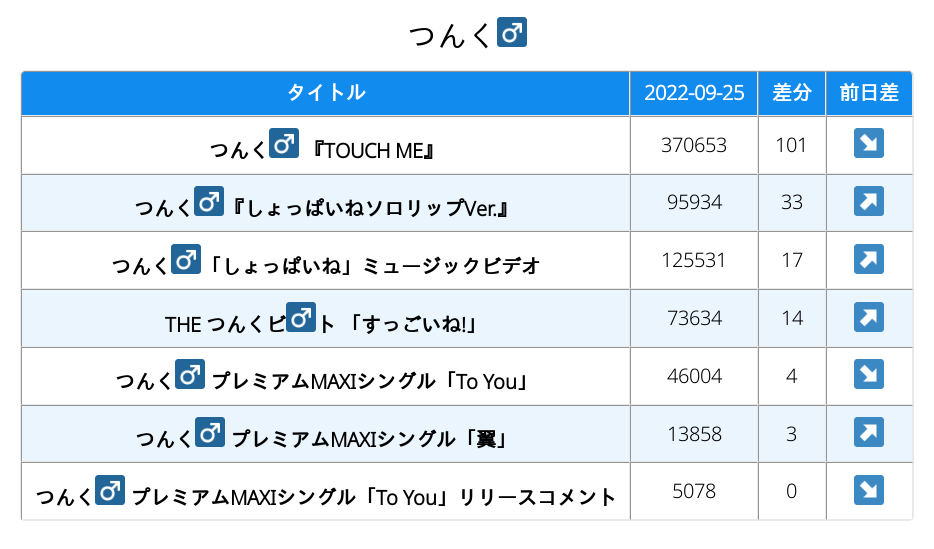 つんく♂
タイトル 2022-09-25 差分 前日差
つんく♂ 『TOUCH ME』 370653 101 ↘
つんく♂『しょっぱいねソロリップVer.』 95934 33 ↗
つんく♂「しょっぱいね」ミュージックビデオ 125531 17 ↗
THE つんくビ♂ト 「すっごいね!」 73634 14 ↗
つんく♂ プレミアムMAXIシングル「To You」 46004 4 ↘
つんく♂ プレミアムMAXIシングル「翼」 13858 3 ↗
つんく♂ プレミアムMAXIシングル「To You」リリースコメント 5078 0 ↘